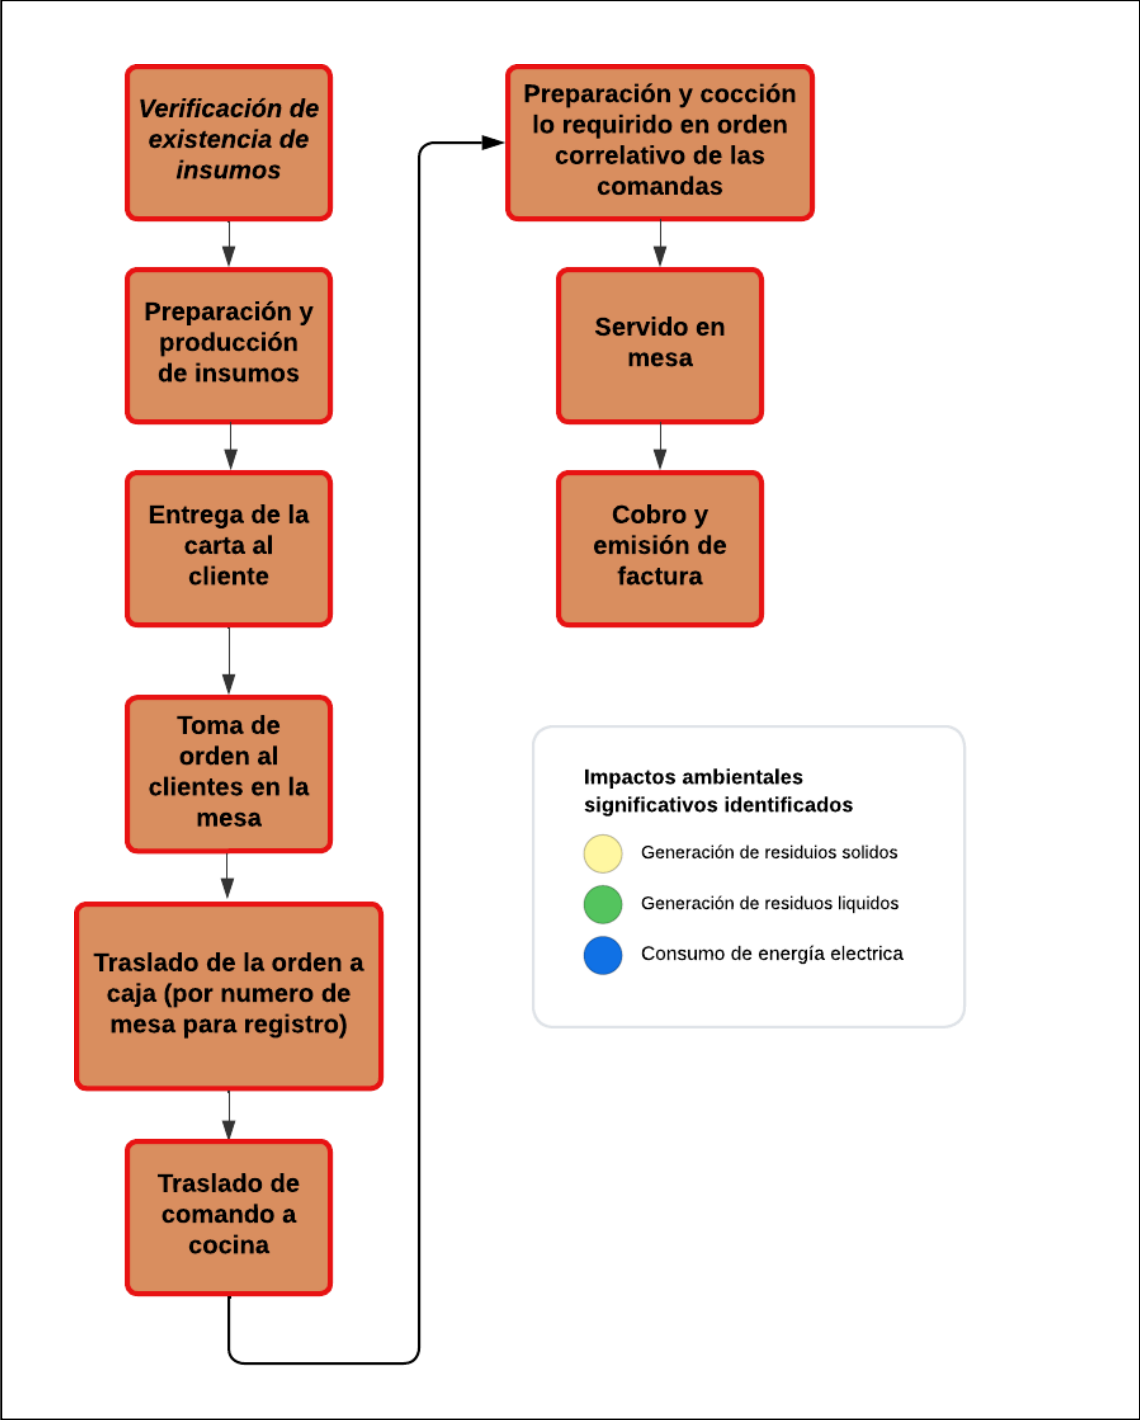 Verificación de
existencia de
insumos
Preparación y
producción
de insumos
Entrega de la
carta al
cliente
Toma de
orden al
clientes en la
mesa
Traslado de la orden a
caja (por numero de
mesa para registro)
Traslado de
comando a
cocina
Preparación y cocción
lo requirido en orden
correlativo de las
comandas
Servido en
mesa
Cobro y
emisión de
factura
Impactos ambientales
significativos identificados
Generación de residuios solidos
Generación de residuos liquidos
Consumo de energía electrica